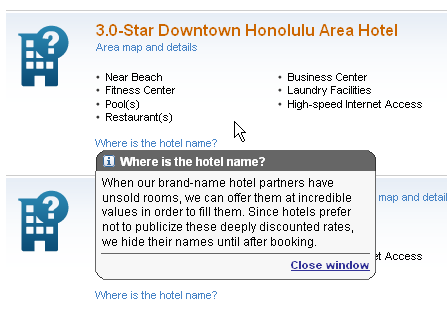 3.0-Star Downtown Honolulu Area Hotel
Area map and details
• Near Beach
• Fitness Center
• Pool(s)
• Restaurant(s)
• Business Center
• Laundry Facilities
• High-speed Internet Access
Where is the hotel name?
Where is the hotel name?
When our brand-name hotel partners have
unsold rooms, we can offer them at incredible
values in order to fill them. Since hotels prefer
not to publicize these deeply discounted rates,
we hide their names until after booking.
Close window
map and detail
et Access
Where is the hotel name?